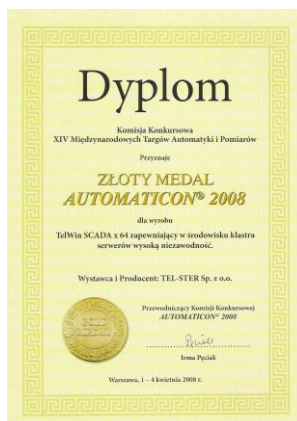 Dyplom
Komisja Konkursowa
XIV Międzynarodowych Targów Automatyki i Pomiarów
Przyznaje
ZŁOTY MEDAL
AUTOMATICON® 2008
dla wyrobu
TelWin SCADA x 64 zapewniający w środowisku klastra
serwerów wysoką niezawodność.
Wystawca i Producent: TEL-STER Sp. z o.o.
Przewodniczący Komisji Konkursowej
AUTOMATICON® 2008
Irma Pęciak
Warszawa, 1 – 4 kwietnia 2008 r.